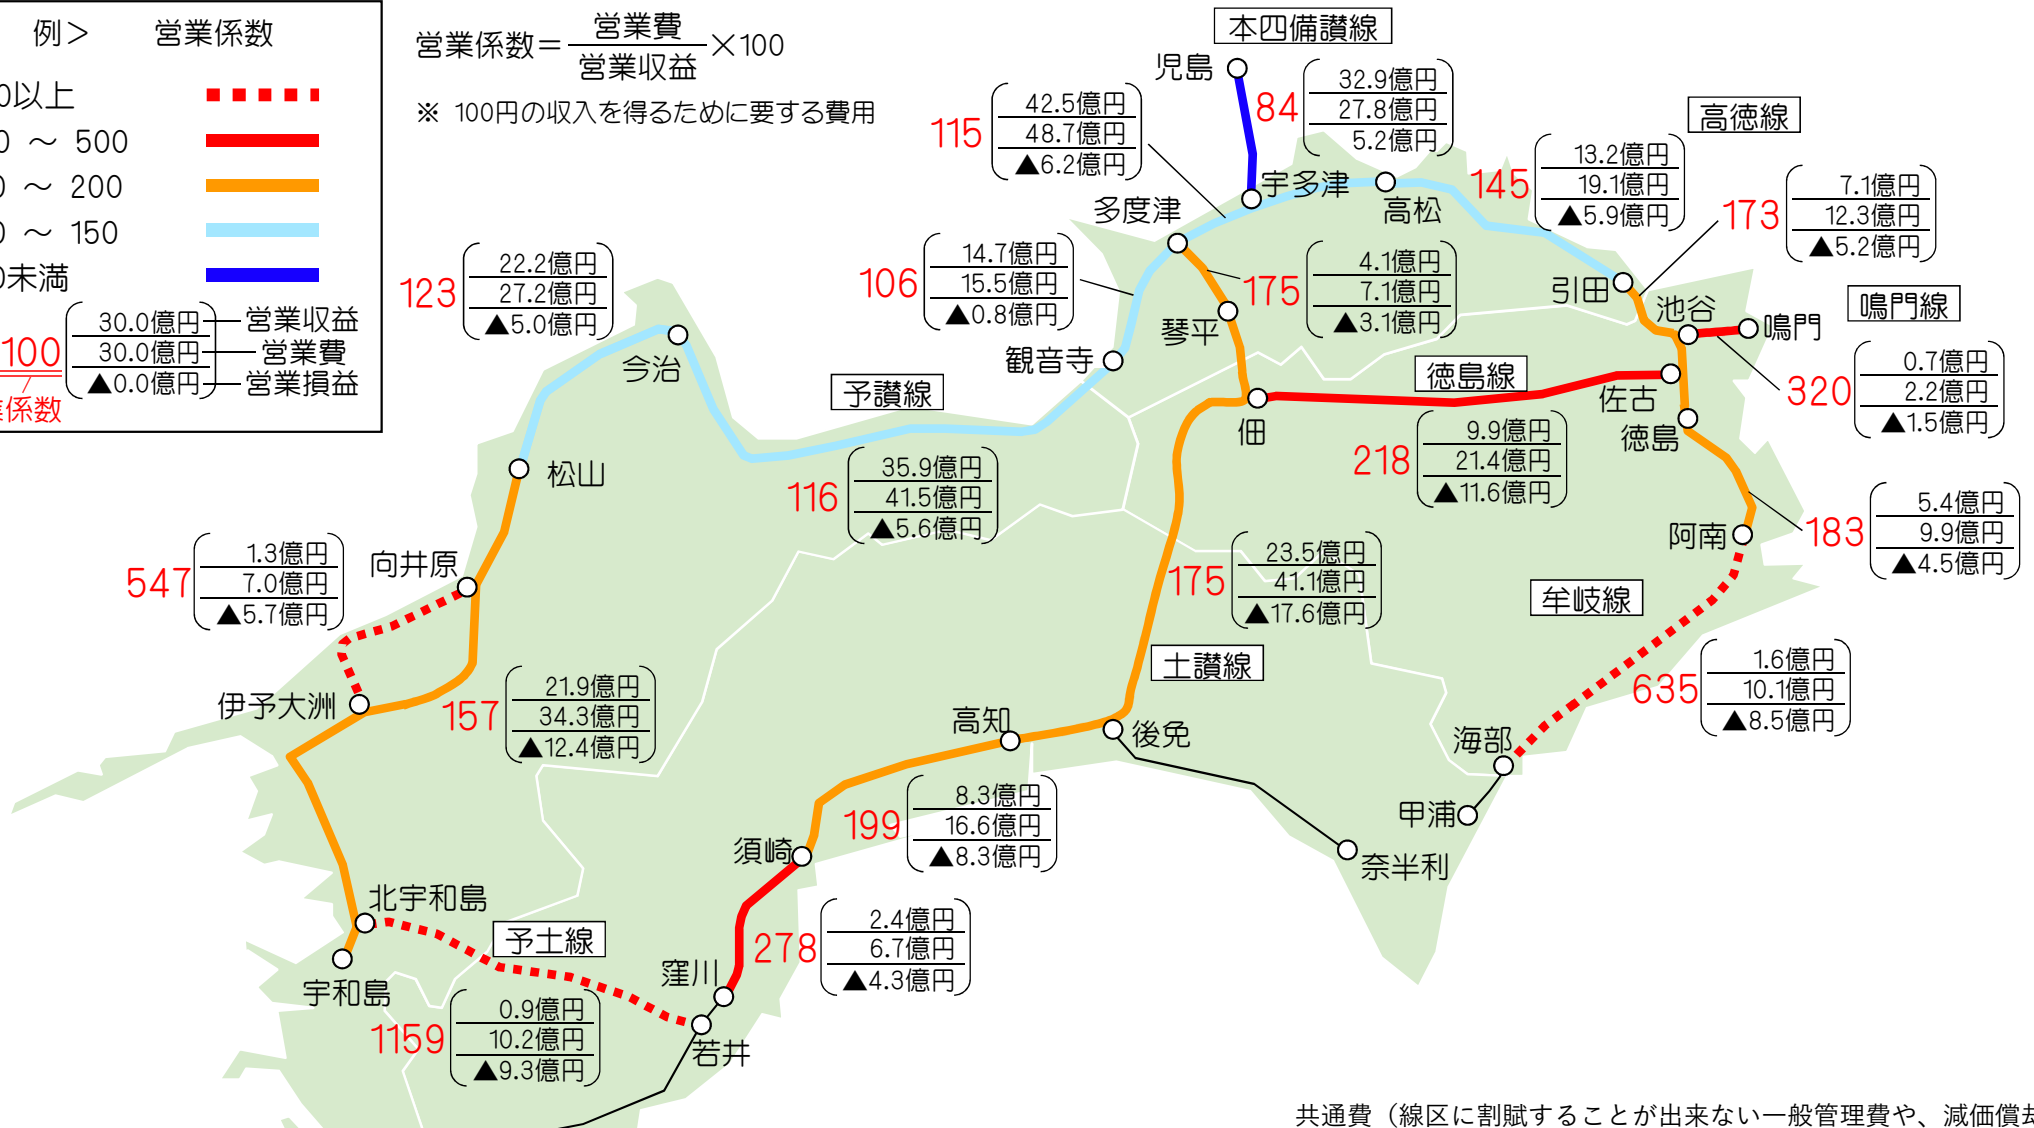 例＞ 営業係数
0以上
0 ～ 500
0 ～ 200
0 ～ 150
0未満
100
30.0億円 営業収益
30.0億円 営業費
▲0.0億円 営業損益
係数
営業係数＝営業費/営業収益×100
※ 100円の収入を得るために要する費用
本四備讃線
児島
84
32.9億円
27.8億円
5.2億円
115
42.5億円
48.7億円
▲6.2億円
高徳線
145
13.2億円
19.1億円
▲5.9億円
173
7.1億円
12.3億円
▲5.2億円
宇多津
高松
多度津
123
22.2億円
27.2億円
▲5.0億円
106
14.7億円
15.5億円
▲0.8億円
175
4.1億円
7.1億円
▲3.1億円
引田
池谷
鳴門
鳴門線
320
0.7億円
2.2億円
▲1.5億円
琴平
観音寺
今治
予讃線
徳島線
佐古
徳島
佃
218
9.9億円
21.4億円
▲11.6億円
松山
116
35.9億円
41.5億円
▲5.6億円
183
5.4億円
9.9億円
▲4.5億円
阿南
547
1.3億円
7.0億円
▲5.7億円
向井原
175
23.5億円
41.1億円
▲17.6億円
牟岐線
土讃線
635
1.6億円
10.1億円
▲8.5億円
伊予大洲
157
21.9億円
34.3億円
▲12.4億円
高知
後免
海部
甲浦
奈半利
199
8.3億円
16.6億円
▲8.3億円
須崎
北宇和島
予土線
278
2.4億円
6.7億円
▲4.3億円
宇和島
窪川
若井
1159
0.9億円
10.2億円
▲9.3億円
共通費（線区に割賦することが出来ない一般管理費や、減価償却